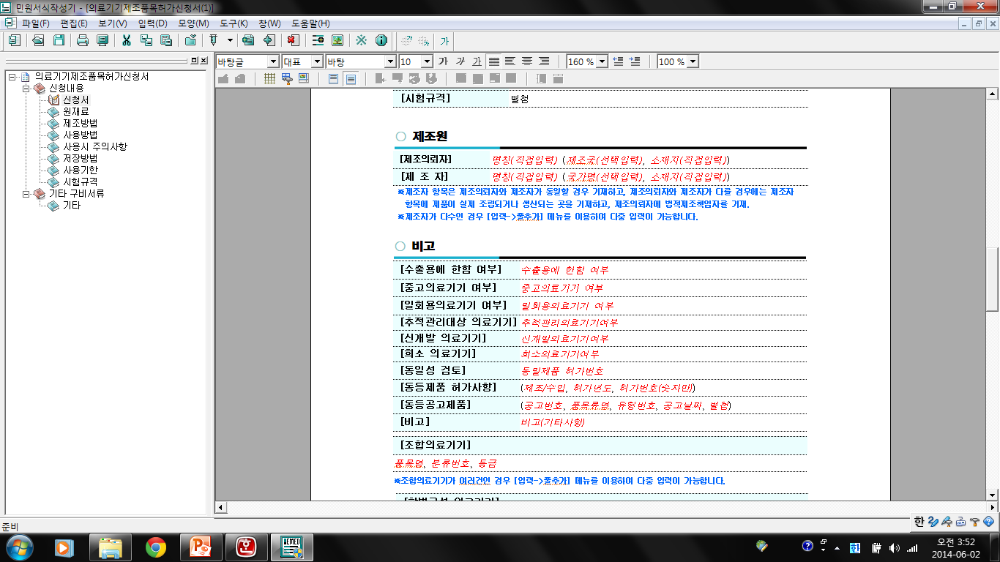 민원서식작성기 - [의료기기제조품목허가신청서(1)]
파일(F) 편집(E) 보기(V) 입력(D) 모양(M) 도구(K) 창(W) 도움말(H)
바탕글 대표 바탕 10 가 가 가 160 % 100 %
의료기기제조품목허가신청서
신청내용
신청서
원재료
제조방법
사용방법
사용시 주의사항
저장방법
사용기한
시험규격
기타 구비서류
기타
[시험규격] 별첨
○ 제조원
[제조의뢰자] 명칭(직접입력) (제조국(선택입력), 소재지(직접입력))
[제 조 자] 명칭(직접입력) (국가명(선택입력), 소재지(직접입력))
※제조자 항목은 제조의뢰자와 제조자가 동일할 경우 기재하고, 제조의뢰자와 제조자가 다를 경우에는 제조자
항목에 제품이 실제 조립되거나 생산되는 곳을 기재하고, 제조의뢰자에 법적제조책임자를 기재.
※제조자가 다수인 경우 [입력->줄추가] 메뉴를 이용하여 다중 입력이 가능합니다.
○ 비고
[수출용에 한함 여부] 수출용에 한함 여부
[중고의료기기 여부] 중고의료기기 여부
[일회용의료기기 여부] 일회용의료기기 여부
[추적관리대상 의료기기] 추적관리의료기기여부
[신개발 의료기기] 신개발의료기기여부
[희소 의료기기] 희소의료기기여부
[동일성 검토] 동일제품 허가번호
[동등제품 허가사항] (제조/수입, 허가년도, 허가번호(숫자만))
[동등공고제품] (공고번호, 품목류명, 유형번호, 공고날짜, 별첨)
[비고] 비고(기타사항)
[조합의료기기]
품목명, 분류번호, 등급
※조합의료기기가 여러건인 경우 [입력->줄추가] 메뉴를 이용하여 다중 입력이 가능합니다.
준비
한
오전 3:52
2014-06-02